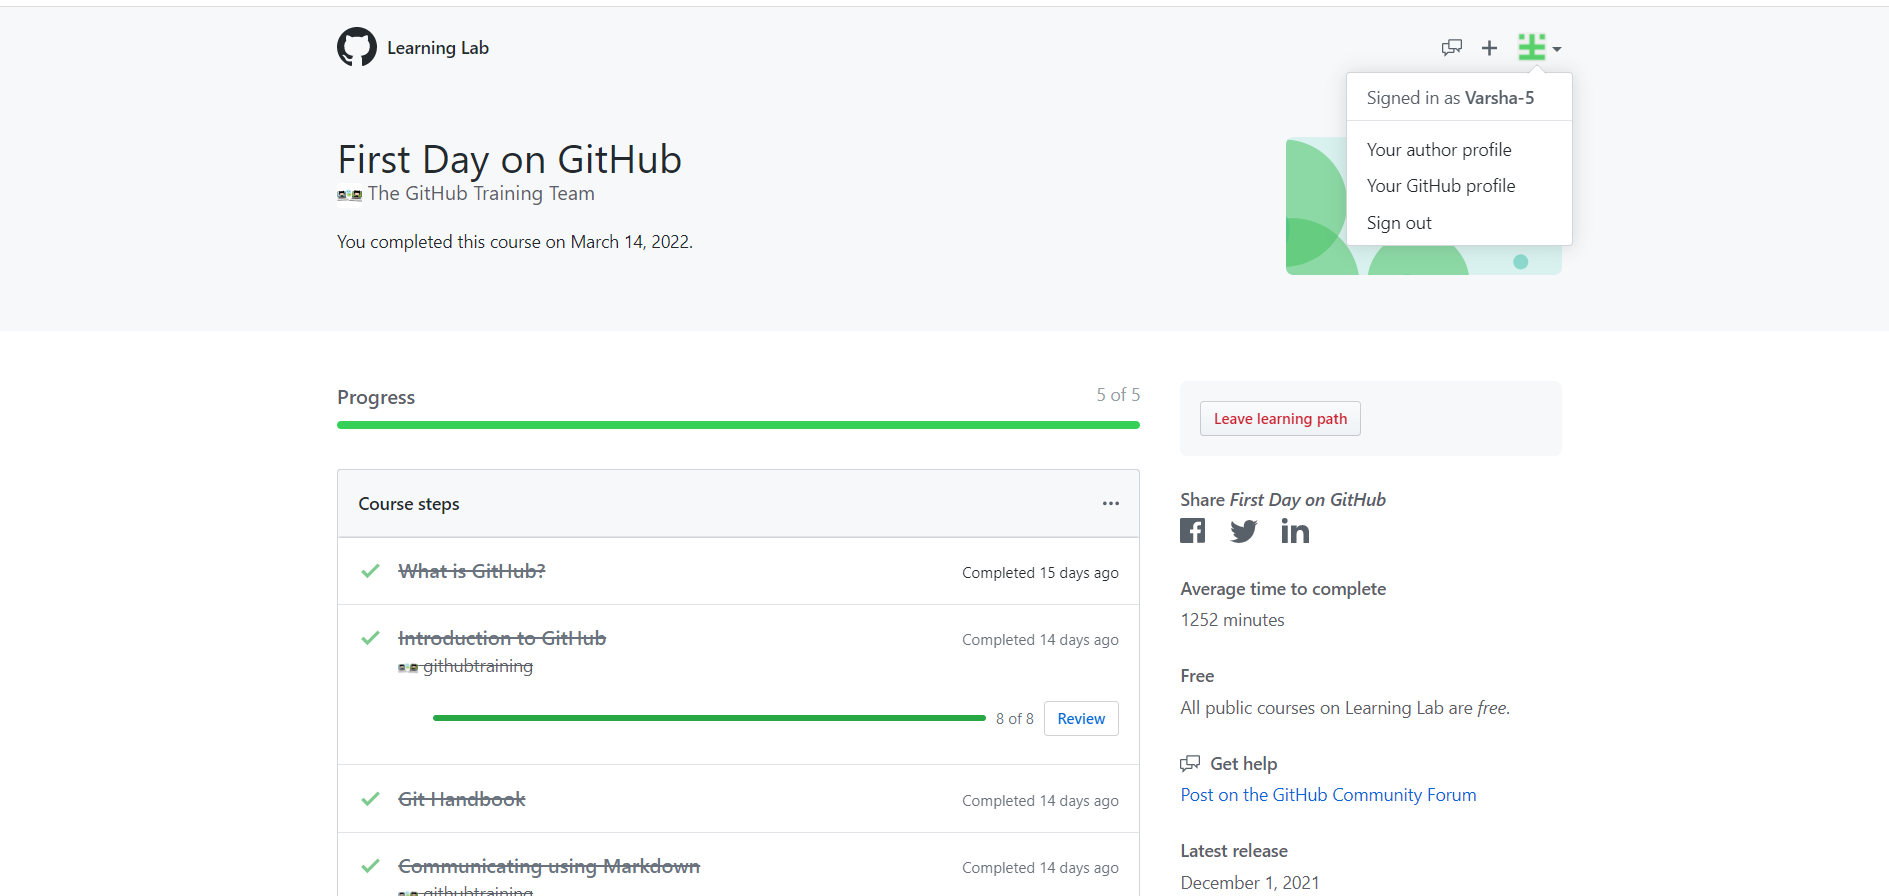 Learning Lab
Signed in as Varsha-5
Your author profile
Your GitHub profile
Sign out
First Day on GitHub
The GitHub Training Team
You completed this course on March 14, 2022.
Progress
5 of 5
Course steps
What is GitHub?
Completed 15 days ago
Introduction to GitHub
Completed 14 days ago
githubtraining
8 of 8
Review
Git Handbook
Completed 14 days ago
Communicating using Markdown
Completed 14 days ago
githubtraining
Leave learning path
Share First Day on GitHub
Average time to complete
1252 minutes
Free
All public courses on Learning Lab are free.
Get help
Post on the GitHub Community Forum
Latest release
December 1, 2021